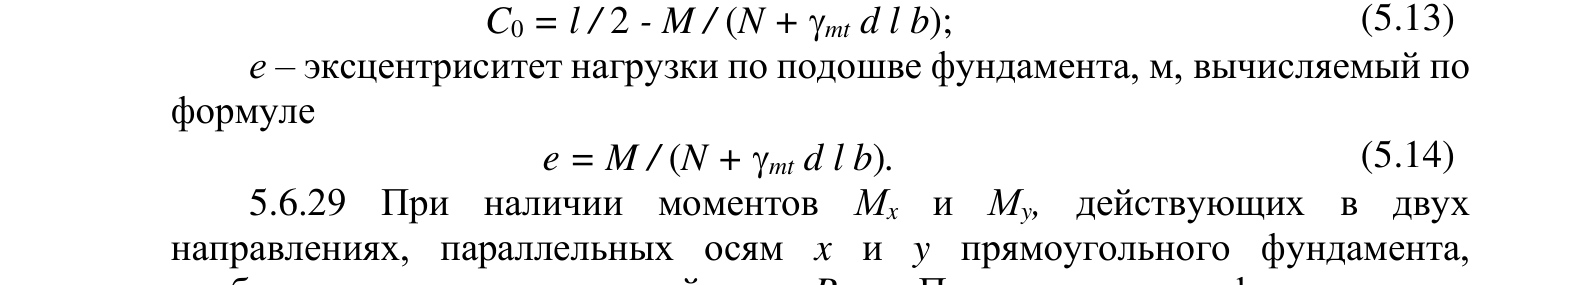 C₀ = l / 2 - M / (N + γmt d l b); (5.13)
e – эксцентриситет нагрузки по подошве фундамента, м, вычисляемый по
формуле
e = M / (N + γmt d l b). (5.14)
5.6.29 При наличии моментов Mx и My, действующих в двух
направлениях, параллельных осям x и y прямоугольного фундамента,